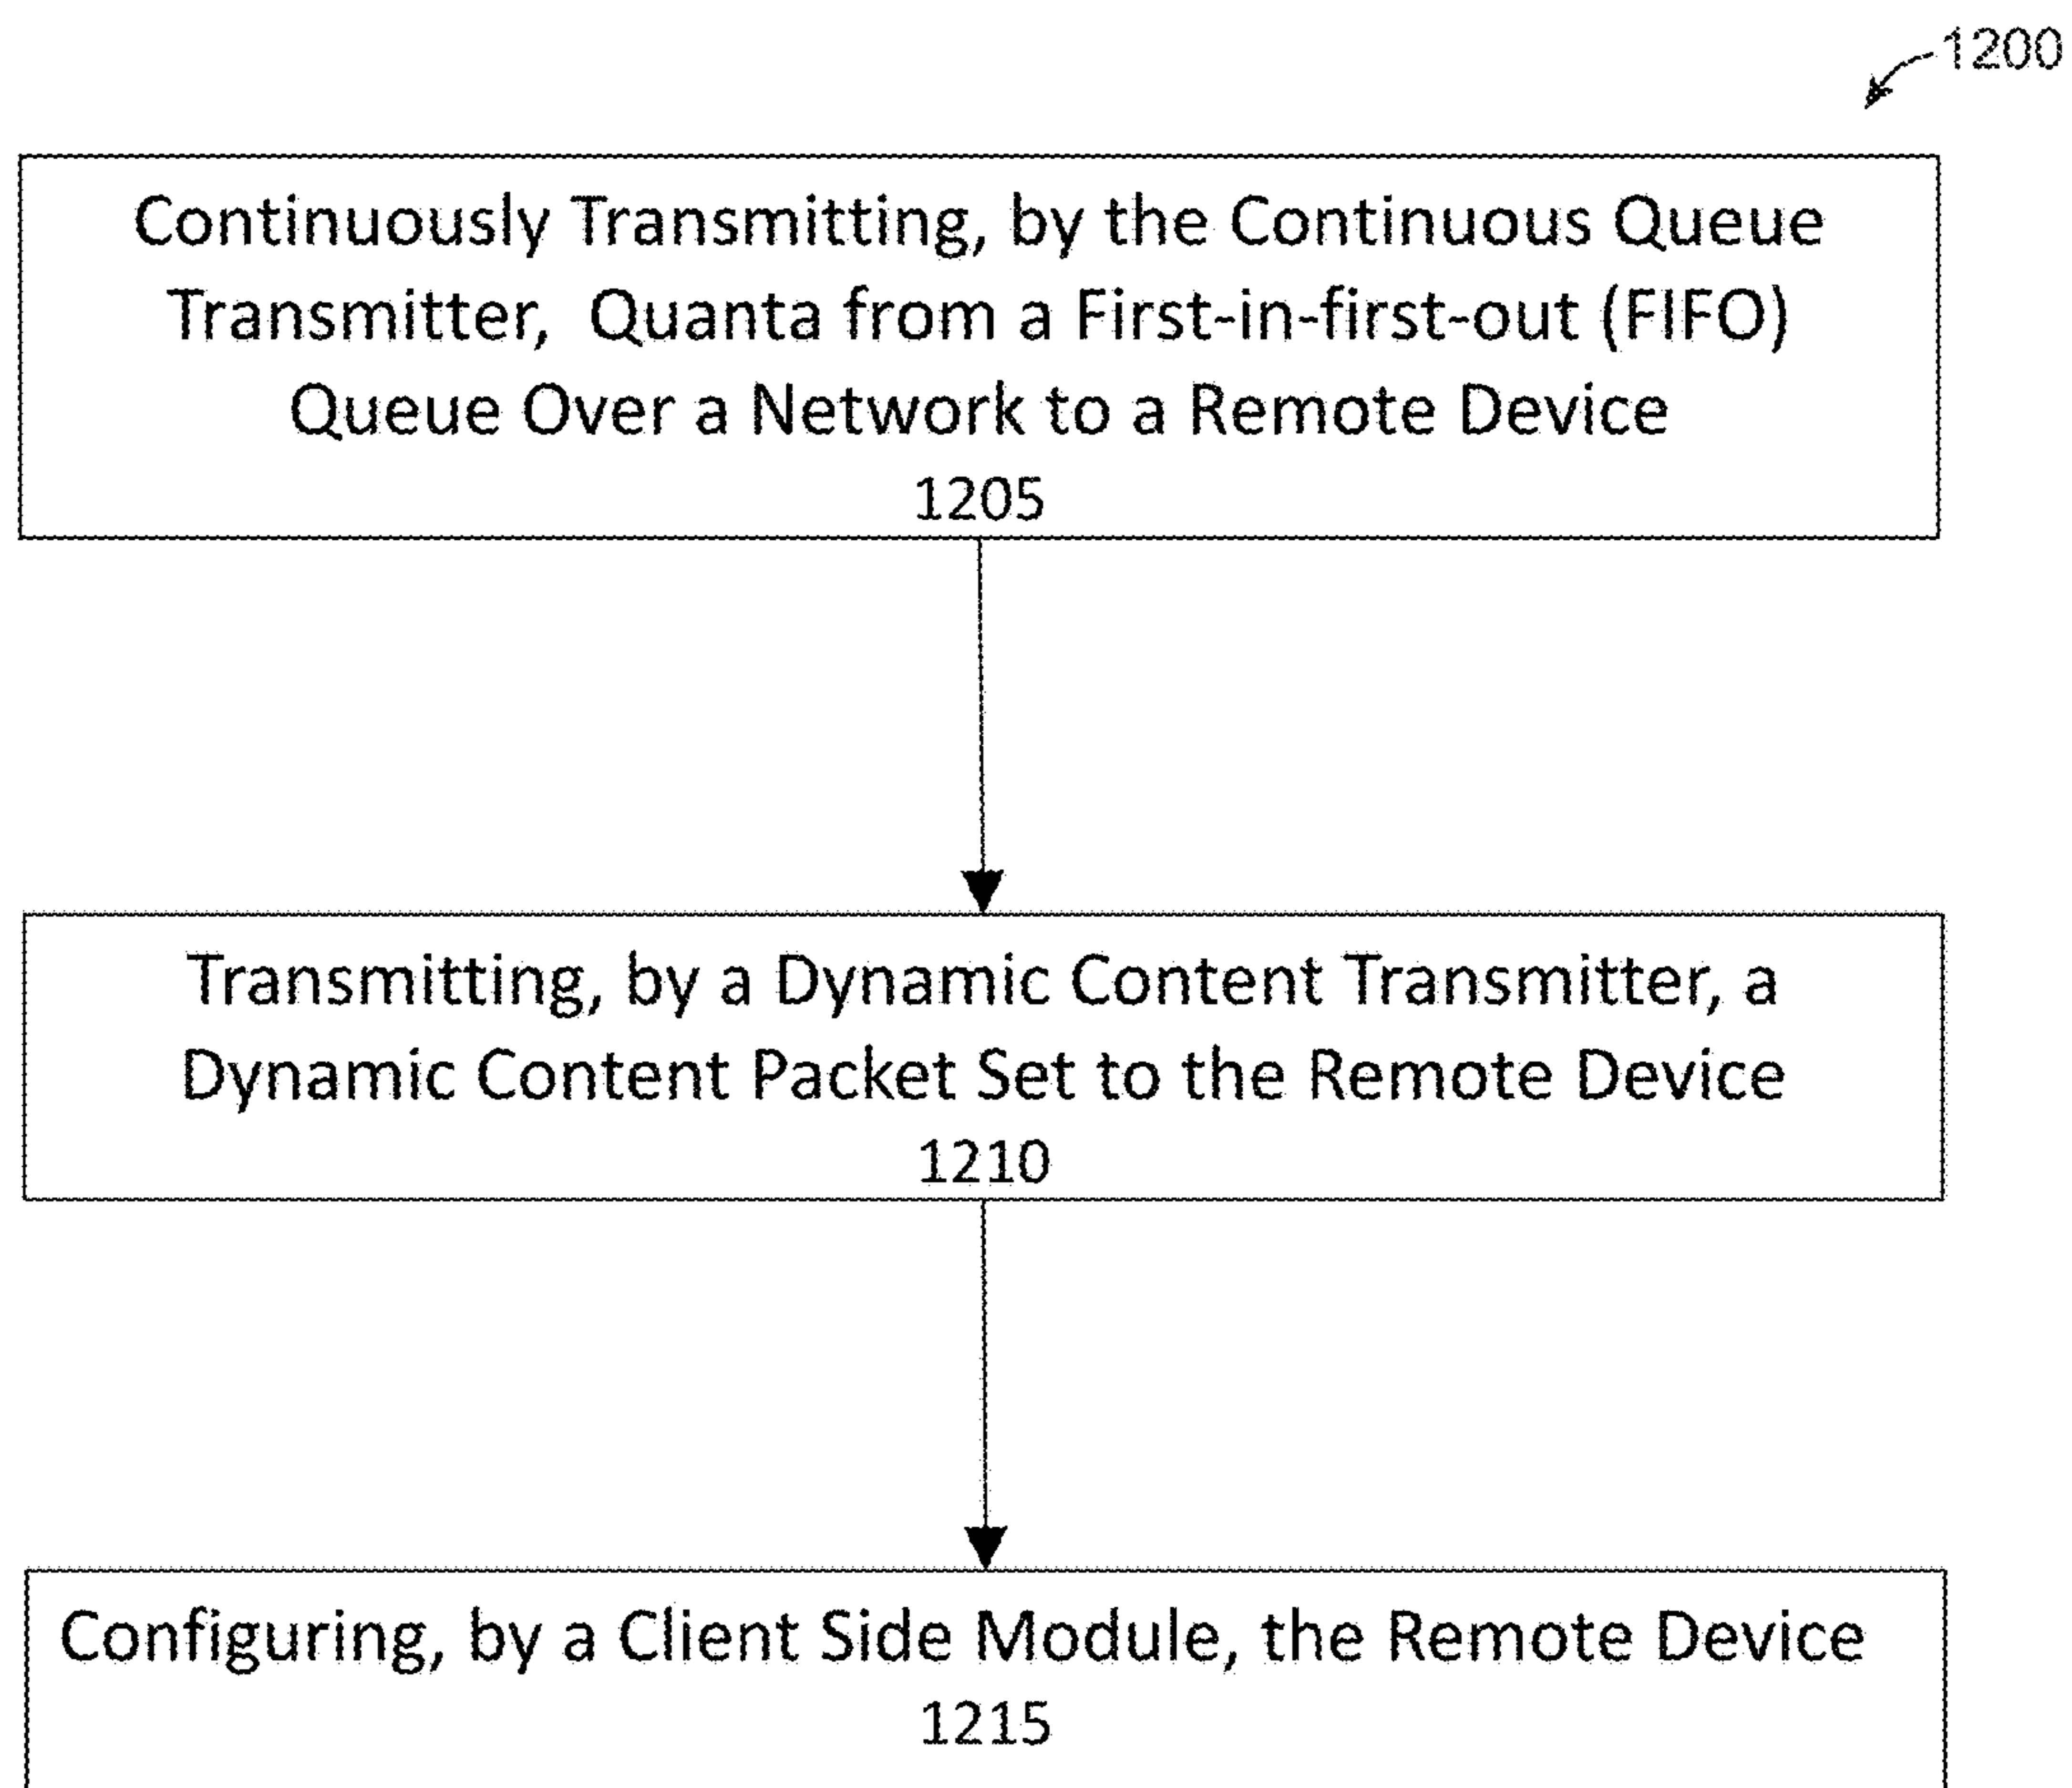 1200
Continuously Transmitting, by the Continuous Queue
Transmitter, Quanta from a First-in-first-out (FIFO)
Queue Over a Network to a Remote Device
1205
Transmitting, by a Dynamic Content Transmitter, a
Dynamic Content Packet Set to the Remote Device
1210
Configuring, by a Client Side Module, the Remote Device
1215